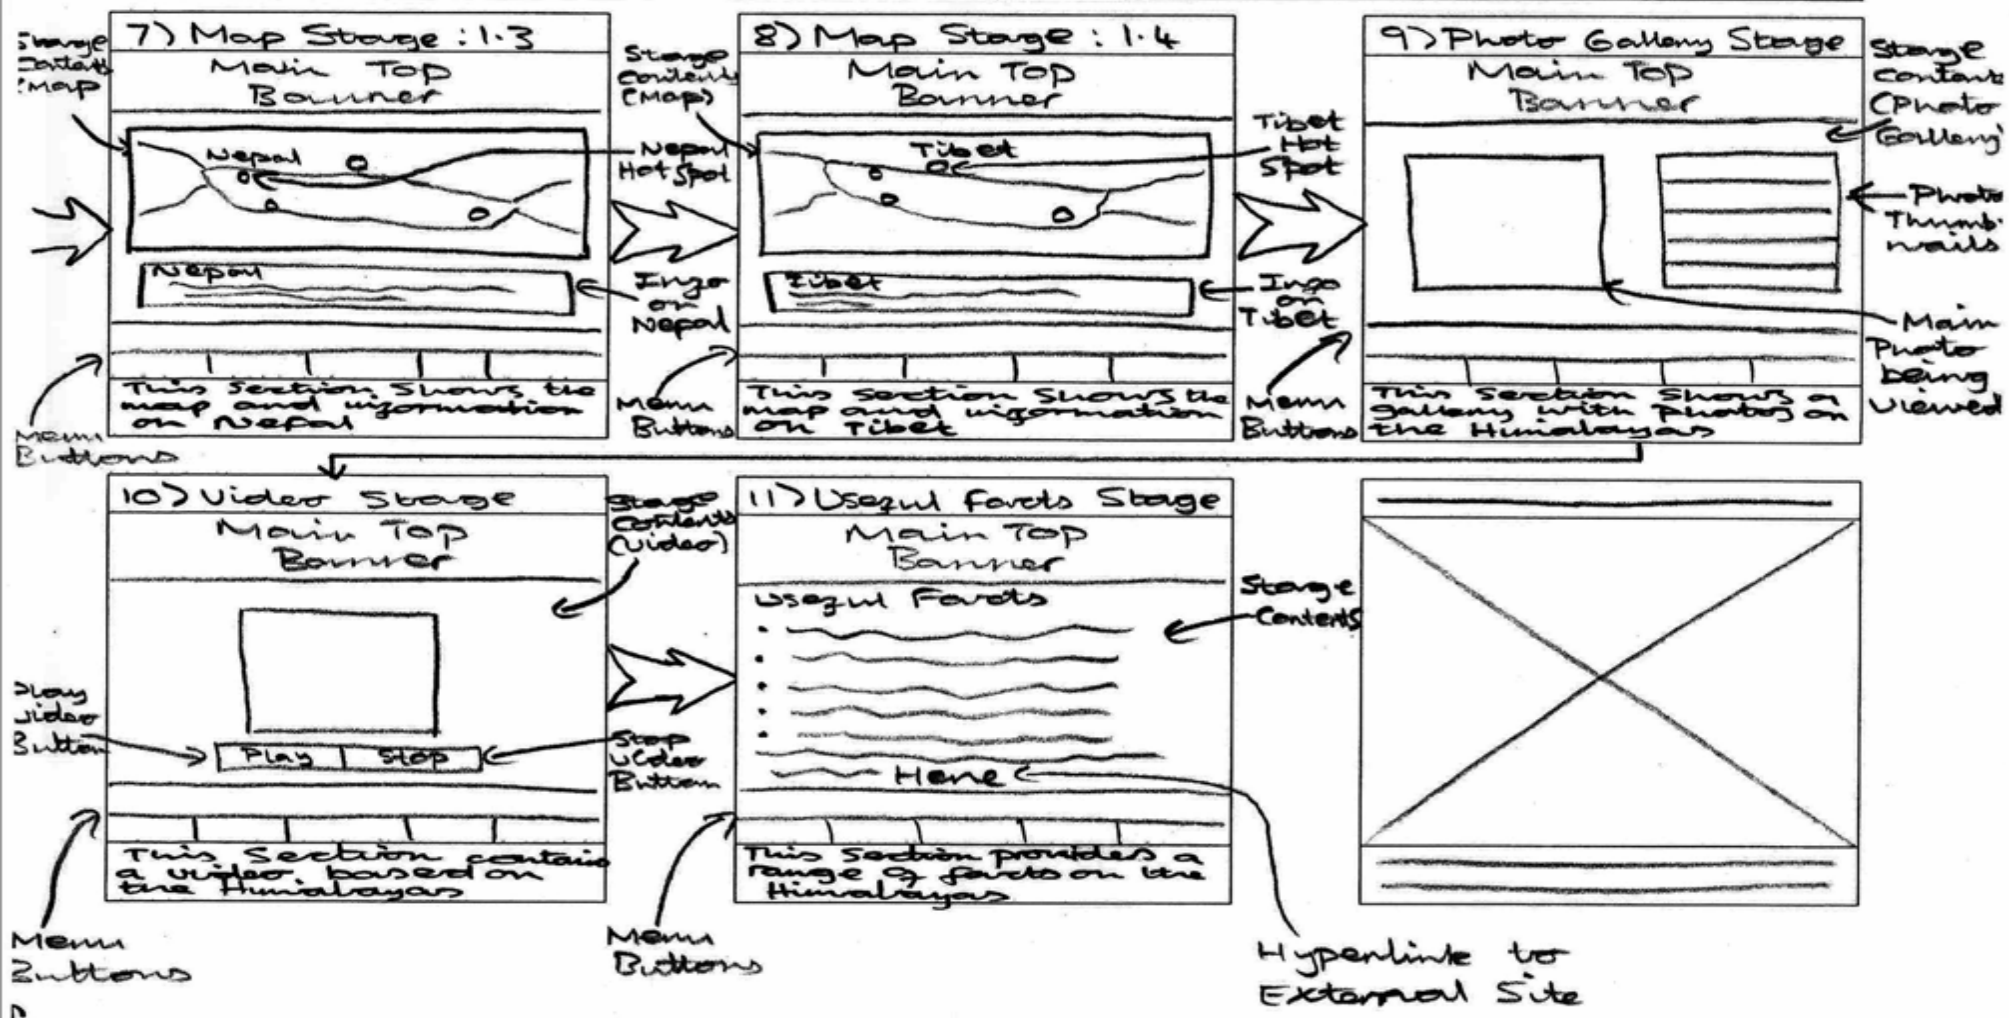 7) Map Stage : 1.3
Main Top
Banner
Stage
Contents
(Map
Nepal
Nepal
Hot Spot
Nepal
Info
on
Nepal
Menu
Buttons
This Section Shows the
map and information
on Nepal
8) Map Stage : 1.4
Main Top
Banner
Stage
Contents
(Map)
Tibet
Tibet
Hot
Spot
Tibet
Info
on
Tibet
Menu
Buttons
This Section Shows the
map and information
on Tibet
9) Photo Gallery Stage
Main Top
Banner
Stage
Content
(Photo
Gallery)
Photo
Thumb-
nails
Main
Photo
being
viewed
Menu
Buttons
This Section Shows a
gallery with photos on
the Himalayas
10) Video Stage
Main Top
Banner
Stage
Contents
(Video)
Play
Video
Button
Play Stop
Stop
Video
Button
Menu
Buttons
This Section contains
a video, based on
the Himalayas
11) Useful Facts Stage
Main Top
Banner
Useful Facts
Stage
Contents
Here
Menu
Buttons
This Section provides a
range of facts on the
Himalayas
Hyperlink to
External Site